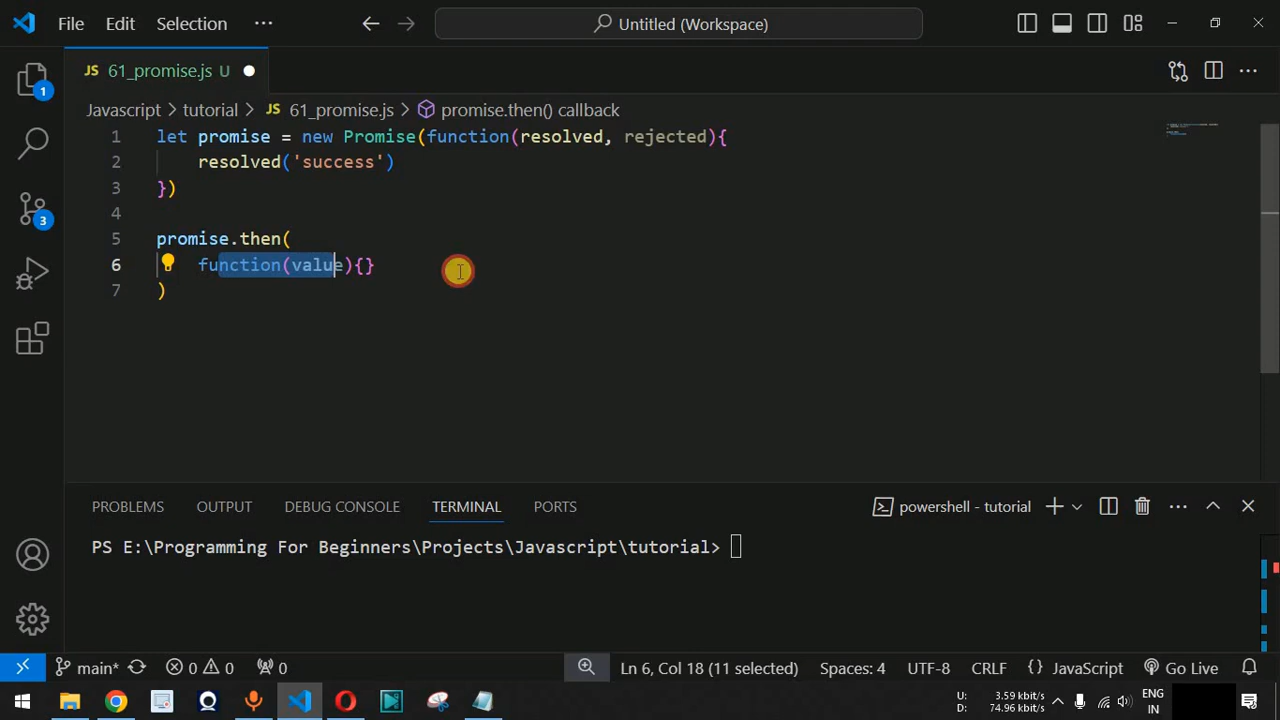 File Edit Selection ··· Untitled (Workspace)
JS 61_promise.js U
Javascript > tutorial > JS 61_promise.js > promise.then() callback
1 let promise = new Promise(function(resolved, rejected){
2 resolved('success')
3 })
4
5 promise.then(
6 function(value){}
7 )
1
3
PROBLEMS OUTPUT DEBUG CONSOLE TERMINAL PORTS powershell - tutorial
PS E:\Programming For Beginners\Projects\Javascript\tutorial>
main* 0 0 0 Ln 6, Col 18 (11 selected) Spaces: 4 UTF-8 CRLF {} JavaScript Go Live
U: 3.59 kbit/s
D: 74.96 kbit/s
ENG
IN